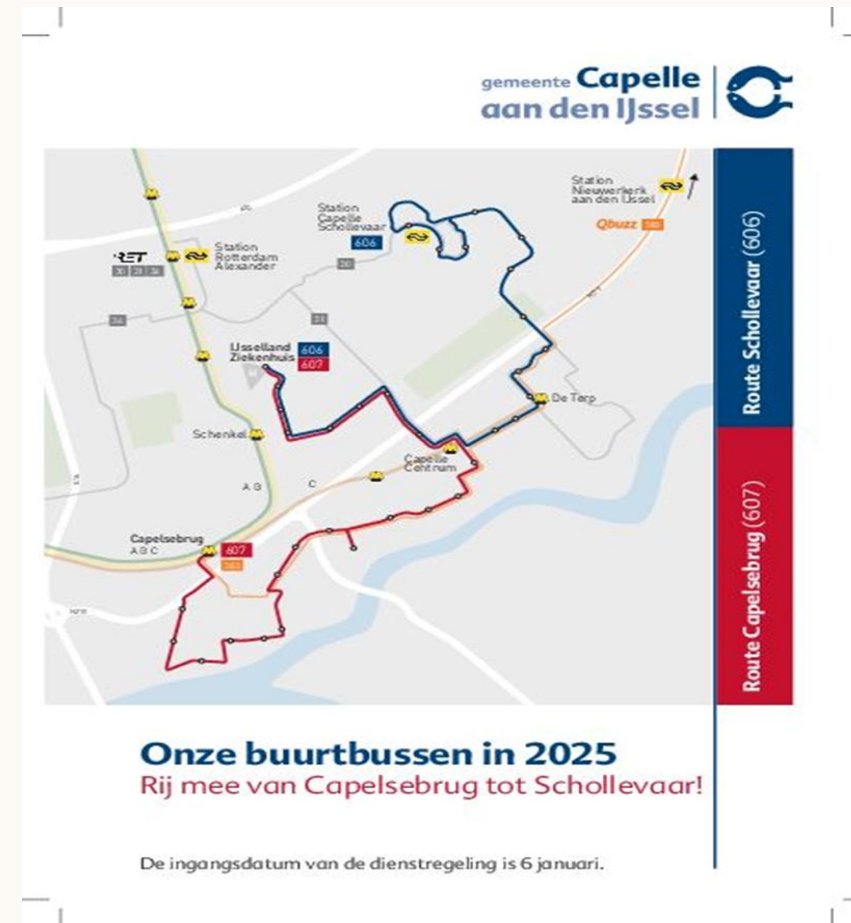 gemeente Capelle
aan den IJssel
Station
Nieuwerkerk
aan den IJssel
Qbuzz
Station
Capelle
Schollevaar
606
RET
Station
Rotterdam
Alexander
IJsselland
Ziekenhuis
606
607
De Terp
Schenkel
Capelle
Centrum
A B
C
Capelsebrug
A B C
607
Route Schollevaar (606)
Route Capelsebrug (607)
Onze buurtbussen in 2025
Rij mee van Capelsebrug tot Schollevaar!
De ingangsdatum van de dienstregeling is 6 januari.